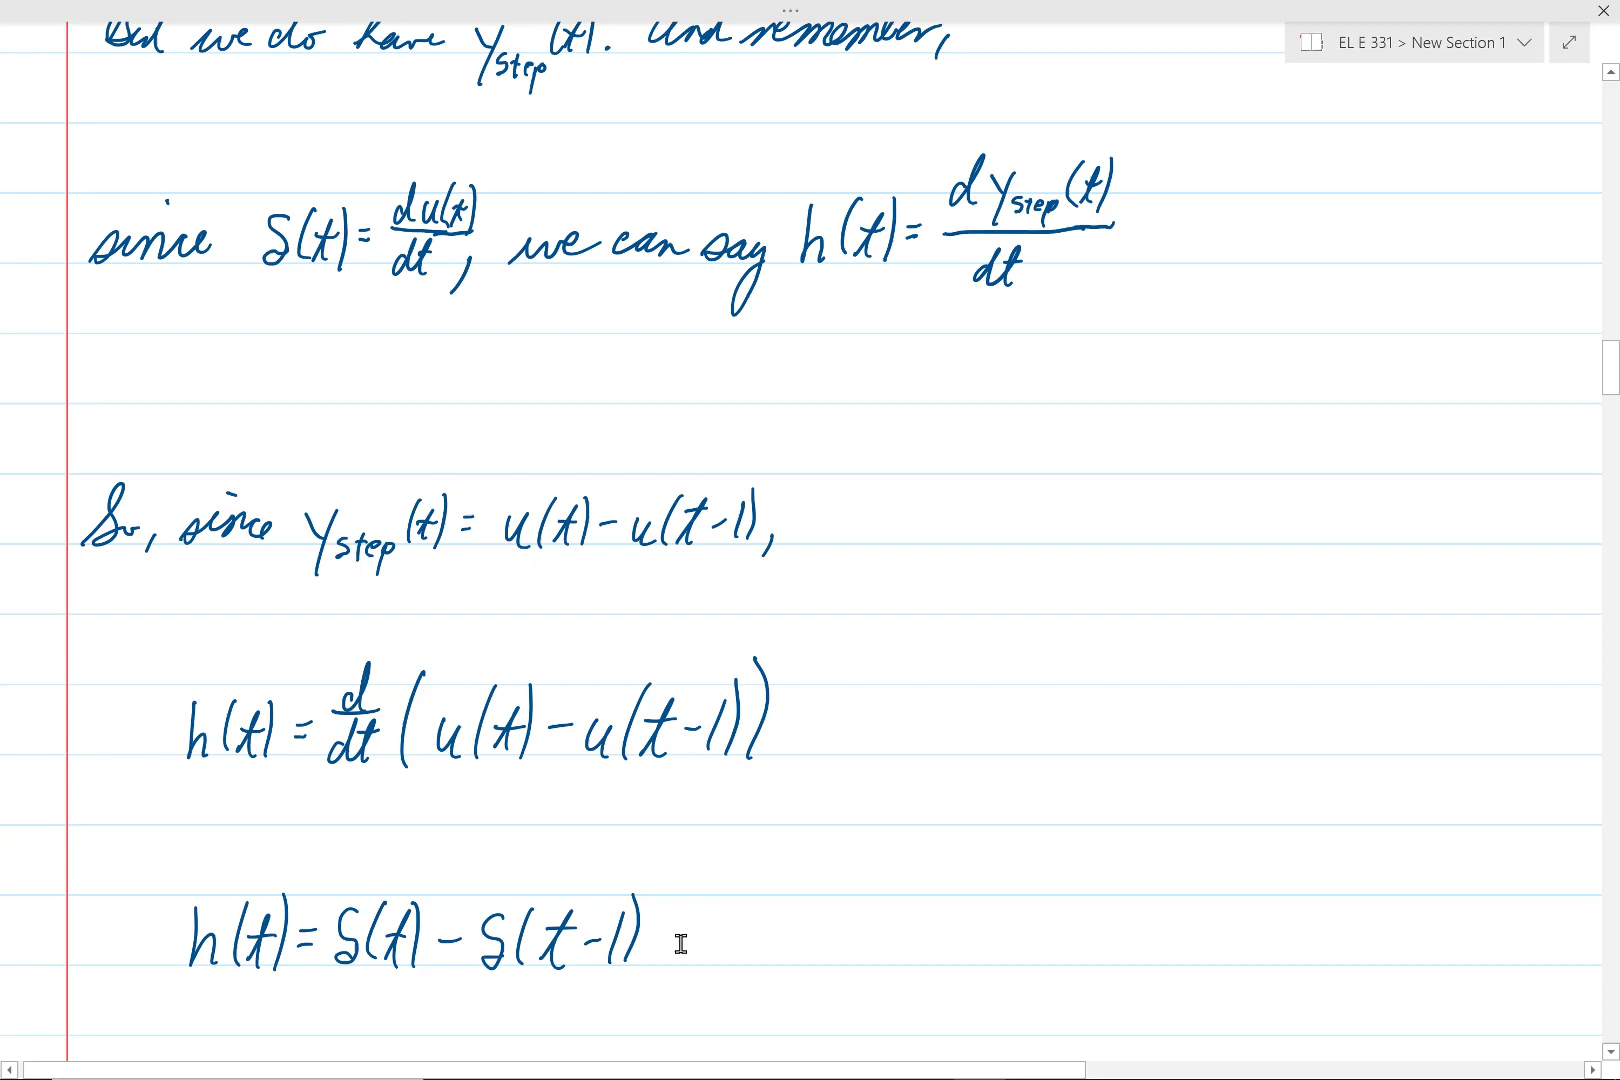 ...
EL E 331 > New Section 1
But we do have y_step(t). And remember,
since δ(t) = du(t)/dt, we can say h(t) = dy_step(t)/dt
So, since y_step(t) = u(t) - u(t-1),
h(t) = d/dt (u(t) - u(t-1))
h(t) = δ(t) - δ(t-1)